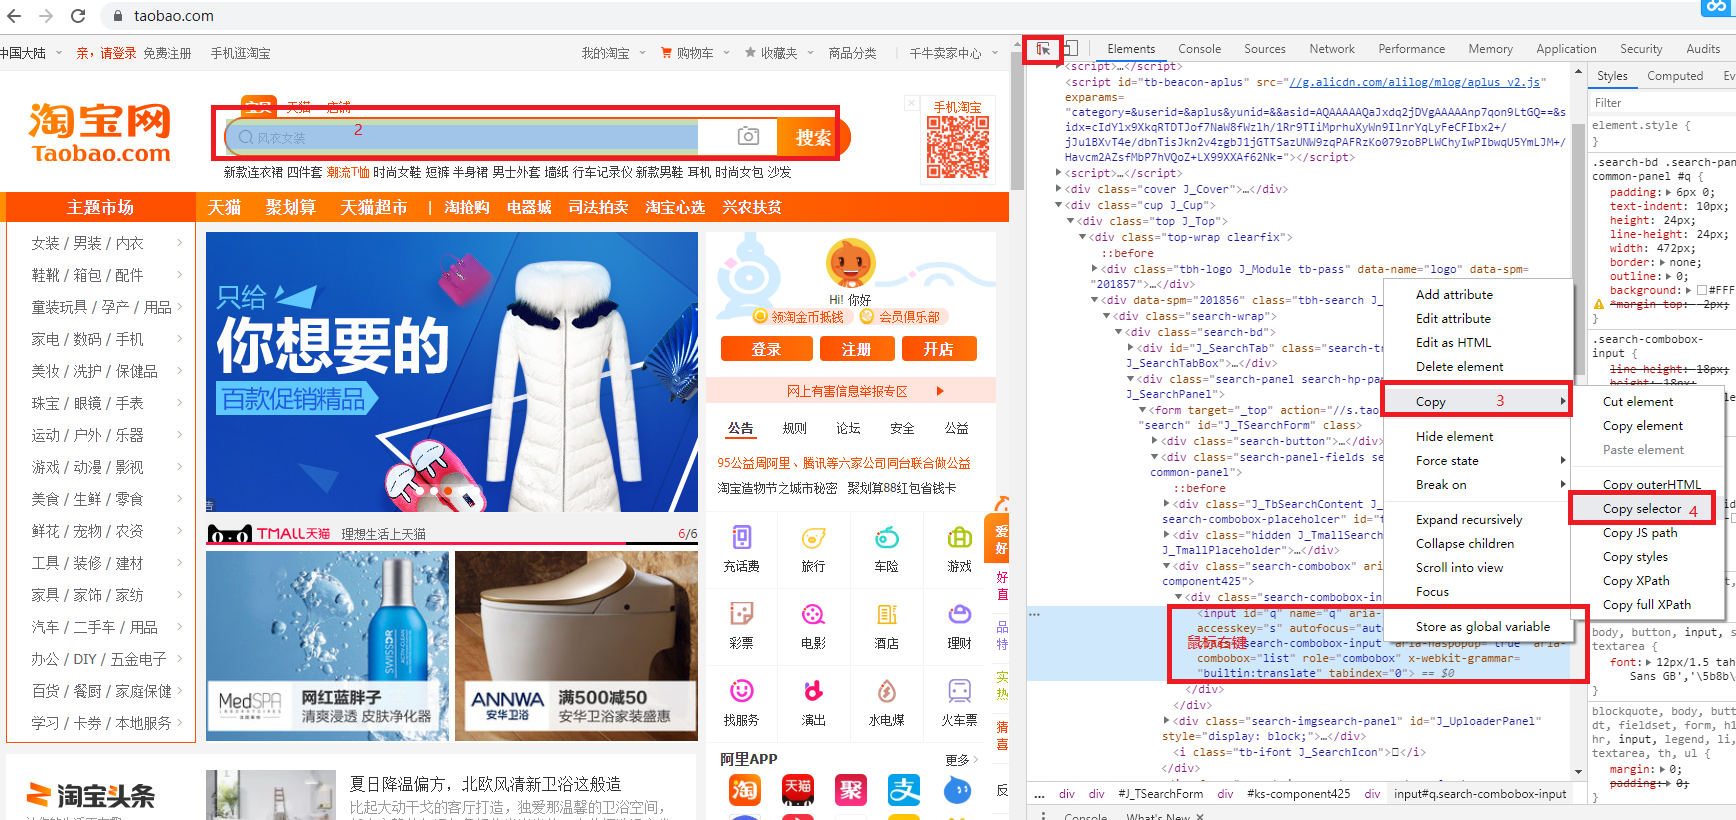 taobao.com
中国大陆
亲，请登录 免费注册 手机逛淘宝
我的淘宝 购物车 收藏夹 商品分类 千牛卖家中心
淘宝网
Taobao.com
宝贝 天猫 店铺
风衣女装 2 搜索
手机淘宝
新款连衣裙 四件套 潮流T恤 时尚女鞋 短裤 半身裙 男士外套 墙纸 行车记录仪 新款男鞋 耳机 时尚女包 沙发
主题市场 天猫 聚划算 天猫超市 | 淘抢购 电器城 司法拍卖 淘宝心选 兴农扶贫
女装 / 男装 / 内衣
鞋靴 / 箱包 / 配件
童装玩具 / 孕产 / 用品
家电 / 数码 / 手机
美妆 / 洗护 / 保健品
珠宝 / 眼镜 / 手表
运动 / 户外 / 乐器
游戏 / 动漫 / 影视
美食 / 生鲜 / 零食
鲜花 / 宠物 / 农资
工具 / 装修 / 建材
家具 / 家饰 / 家纺
汽车 / 二手车 / 用品
办公 / DIY / 五金电子
百货 / 餐厨 / 家庭保健
学习 / 卡券 / 本地服务
只给
你想要的
百款促销精品
TMALL天猫 理想生活上天猫 6/6
SWISSDR
MedSPA
网红蓝胖子
清爽浸透 皮肤净化器
ANNWA
安华卫浴
满500减50
安华卫浴家装盛惠
Hi! 你好
领淘金币抵钱 会员俱乐部
登录 注册 开店
网上有害信息举报专区
公告 规则 论坛 安全 公益
95公益周阿里、腾讯等六家公司同台联合做公益
淘宝造物节之城市秘密 聚划算88红包省钱卡
充话费 旅行 车险 游戏
彩票 电影 酒店 理财
找服务 演出 水电煤 火车票
阿里APP 更多
淘 天猫 聚 支
爱
好
好
直
品
特
实
热
猜
喜
反
淘宝头条
夏日降温偏方，北欧风清新卫浴这般造
比起大动干戈的客厅打造，独爱那温馨的卫浴空间，
Elements Console Sources Network Performance Memory Application Security Audits
<script>…</script>
<script id="tb-beacon-aplus" src="//g.alicdn.com/alilog/mlog/aplus_v2.js"
exparams=
"category=&userid=&aplus&yunid=&&asid=AQAAAAAQaJxdq2jDVgAAAAAnp7qon9LtGQ==&s
idx=cIdYlx9XkqRTDTJof7NaW8fWzlh/1Rr9TIiMprhuXyWn9IlnrYqLyFeCFIbx2+/
jJu1BXvT4e/dbnTisJkn2v4zgbJ1jGTTSazUNW9zqPAFRzKo079zoBPLWChyIwPIbwqU5YmLJM+/
Havcm2AZsfMbP7hVQoZ+LX99XXAf62Nk="></script>
<script>…</script>
<div class="cover J_Cover">…</div>
<div class="cup J_Cup">
<div class="top J_Top">
<div class="top-wrap clearfix">
::before
<div class="tbh-logo J_Module tb-pass" data-name="logo" data-spm=
"201857">…</div>
<div data-spm="201856" class="tbh-search J_
<div class="search-wrap">
<div class="search-bd">
<div id="J_SearchTab" class="search-tr
J_SearchTabBox">…</div>
<div class="search-panel search-hp-pa
J_SearchPanel">
<form target="_top" action="//s.tao
"search" id="J_TSearchForm" class>
<div class="search-button">…</div>
<div class="search-panel-fields se
common-panel">
::before
<div class="J_TbSearchContent J_
search-combobox-placeholcer" id="t
<div class="hidden J_TmallSearc
J_TmallPlaceholder">…</div>
<div class="search-combobox" ari
component425">
<div class="search-combobox-in
<input id="q" name="q" aria-
accesskey="s" autofocus="aut
鼠标右键
search-combobox-input" aria-haspopup="true" aria-
combobox="list" role="combobox" x-webkit-grammar=
"builtin:translate" tabindex="0"> == $0
</div>
</div>
<div class="search-imgsearch-panel" id="J_UploaderPanel"
style="display: block;">…</div>
<i class="tb-ifont J_SearchIcon"></i>
</div>
… div div #J_TSearchForm div #ks-component425 div input#q.search-combobox-input
Console What's New ×
Add attribute
Edit attribute
Edit as HTML
Delete element
Copy 3
Hide element
Force state
Break on
Expand recursively
Collapse children
Scroll into view
Focus
Store as global variable
Cut element
Copy element
Paste element
Copy outerHTML
Copy selector 4
Copy JS path
Copy styles
Copy XPath
Copy full XPath
Styles Computed Ev
Filter
element.style {
}
.search-bd .search-pan
common-panel #q {
padding: 6px 0;
text-indent: 10px;
height: 24px;
line-height: 24px;
width: 472px;
border: none;
outline: 0;
background: #FFF
*margin-top: -2px;
}
.search-combobox-
input {
line-height: 18px;
height: 18px;
body, button, input, s
textarea {
font: 12px/1.5 tah
Sans GB','\5b8b\
}
blockquote, body, butt
dt, fieldset, form, h1
hr, input, legend, li,
textarea, th, ul {
margin: 0;
padding: 0;
}